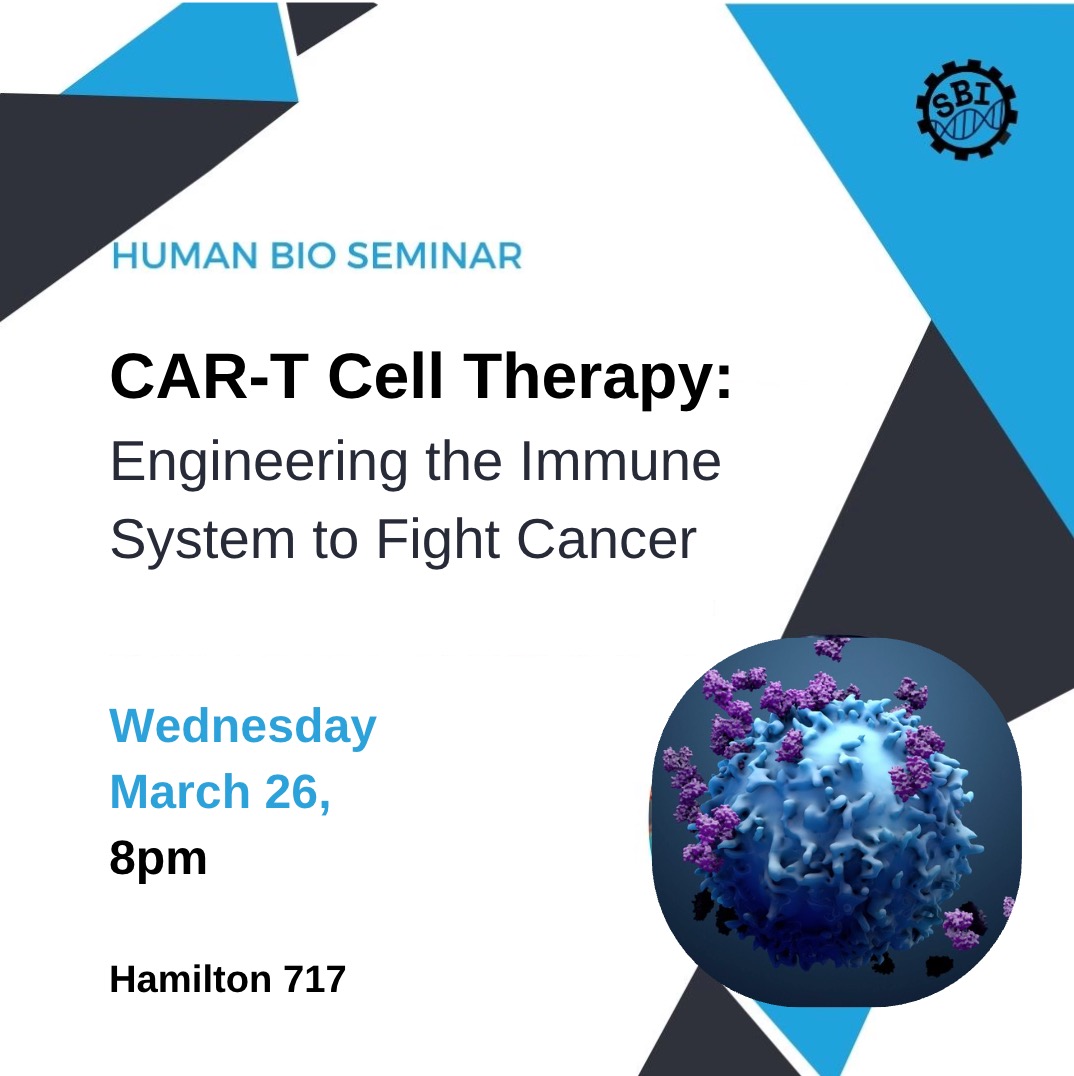 SBI
HUMAN BIO SEMINAR
CAR-T Cell Therapy:
Engineering the Immune
System to Fight Cancer
Wednesday
March 26,
8pm
Hamilton 717